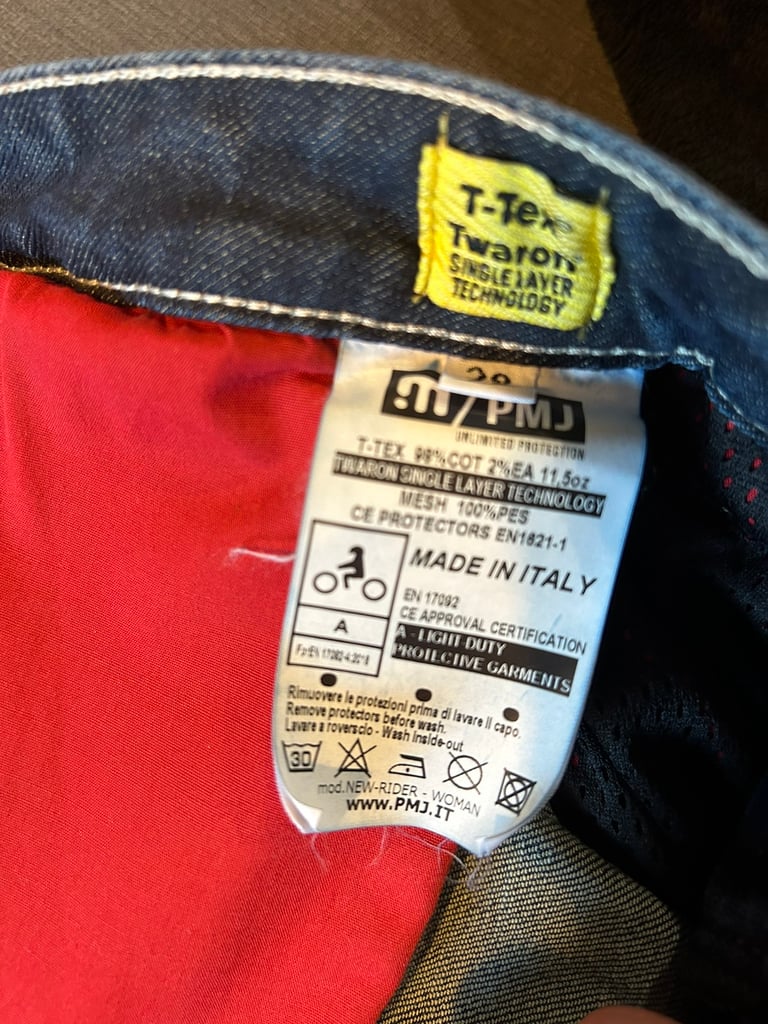 T-Tex
Twaron
SINGLE LAYER
TECHNOLOGY
PMJ
UNLIMITED PROTECTION
T-TEX 98%COT 2%EA 11,5oz
TWARON SINGLE LAYER TECHNOLOGY
MESH 100%PES
CE PROTECTORS EN1621-1
MADE IN ITALY
EN 17092
CE APPROVAL CERTIFICATION
A - LIGHT DUTY
PROTECTIVE GARMENTS
A
Rimuovere le protezioni prima di lavare il capo.
Remove protectors before wash.
Lavare a rovescio - Wash inside-out
30
mod.NEW-RIDER - WOMAN
www.PMJ.IT